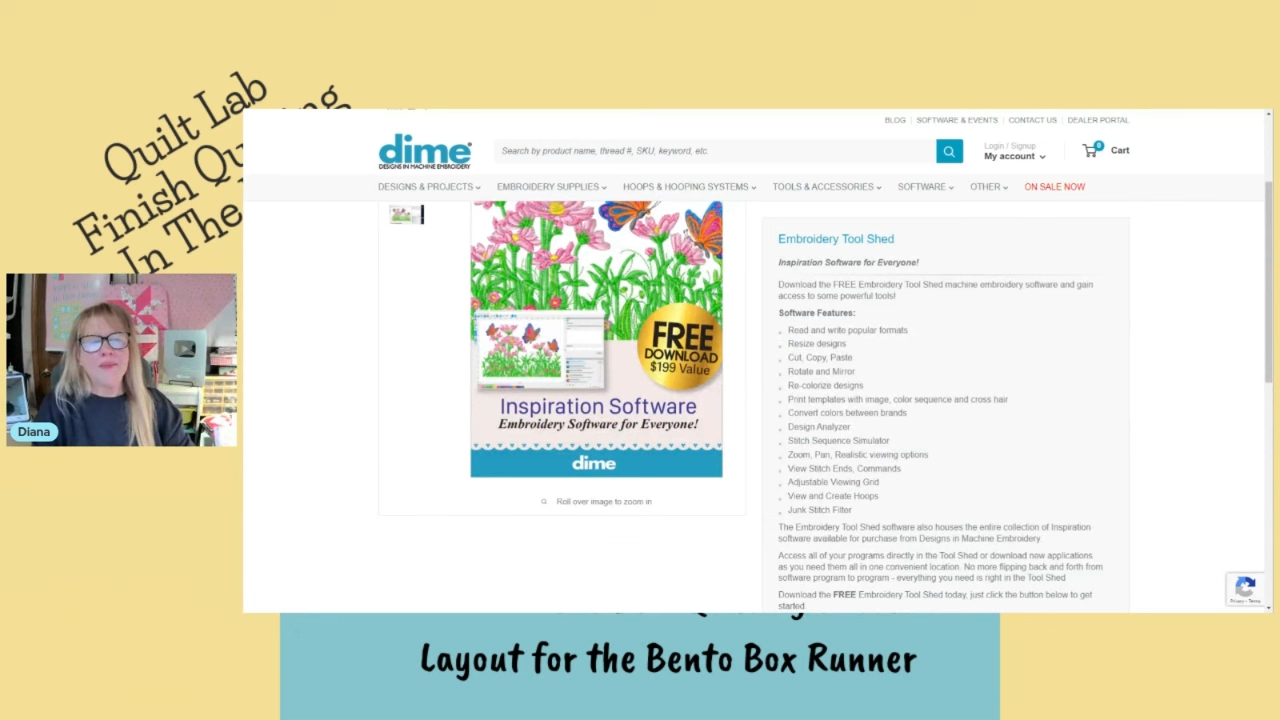 Quilt Lab
Finish Qu ng
In The
BLOG | SOFTWARE & EVENTS | CONTACT US | DEALER PORTAL
dime
DESIGNS IN MACHINE EMBROIDERY
Search by product name, thread #, SKU, keyword, etc.
Login / Signup
My account
0
Cart
DESIGNS & PROJECTS
EMBROIDERY SUPPLIES
HOOPS & HOOPING SYSTEMS
TOOLS & ACCESSORIES
SOFTWARE
OTHER
ON SALE NOW
FREE
DOWNLOAD
$199 Value
Inspiration Software
Embroidery Software for Everyone!
dime
Roll over image to zoom in
Embroidery Tool Shed
Inspiration Software for Everyone!
Download the FREE Embroidery Tool Shed machine embroidery software and gain
access to some powerful tools!
Software Features:
Read and write popular formats
Resize designs
Cut, Copy, Paste
Rotate and Mirror
Re-colorize designs
Print templates with image, color sequence and cross hair
Convert colors between brands
Design Analyzer
Stitch Sequence Simulator
Zoom, Pan, Realistic viewing options
View Stitch Ends, Commands
Adjustable Viewing Grid
View and Create Hoops
Junk Stitch Filter
The Embroidery Tool Shed software also houses the entire collection of Inspiration
software available for purchase from Designs in Machine Embroidery.
Access all of your programs directly in the Tool Shed or download new applications
as you need them all in one convenient location. No more flipping back and forth from
software program to program - everything you need is right in the Tool Shed
Download the FREE Embroidery Tool Shed today, just click the button below to get
started
Privacy - Terms
Diana
Layout for the Bento Box Runner